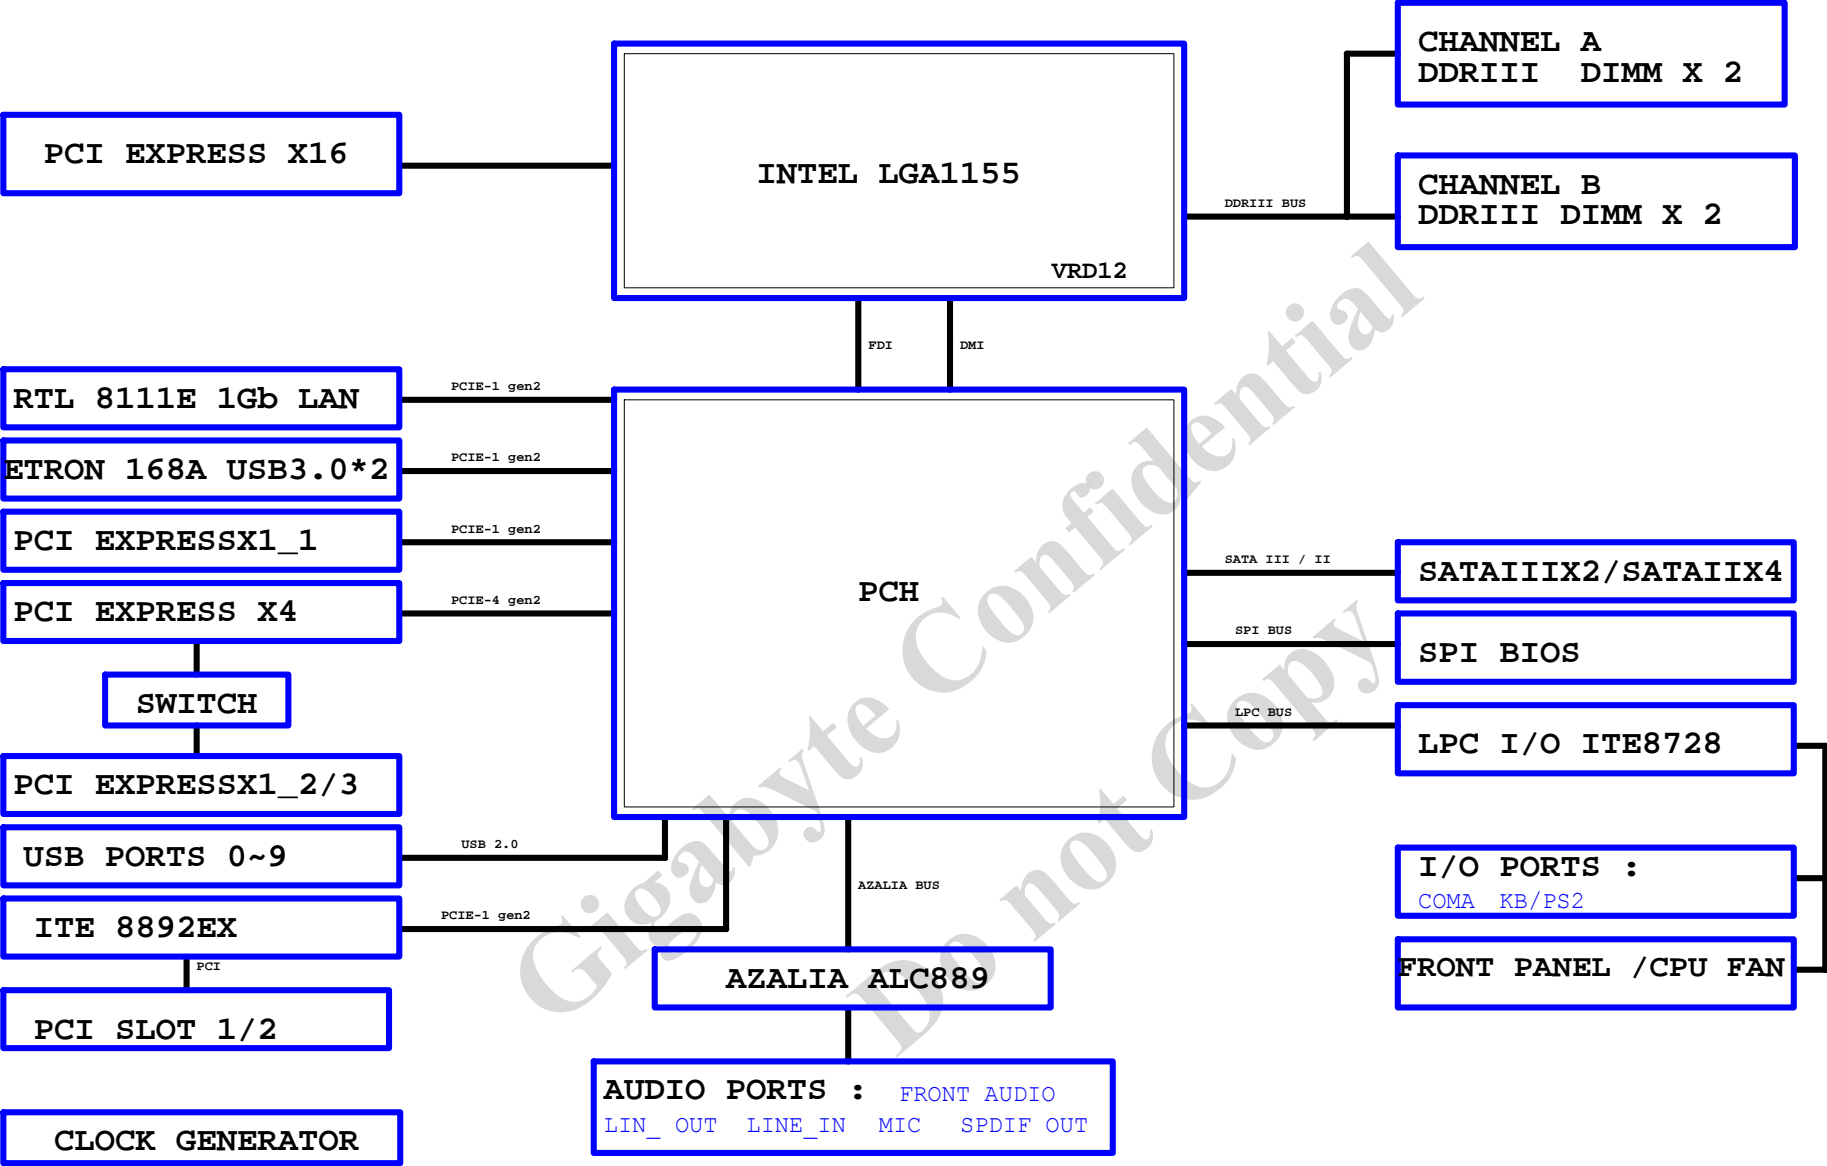 CHANNEL A
DDRIII DIMM X 2
PCI EXPRESS X16
INTEL LGA1155
VRD12
DDRIII BUS
CHANNEL B
DDRIII DIMM X 2
FDI
DMI
RTL 8111E 1Gb LAN
PCIE-1 gen2
ETRON 168A USB3.0*2
PCIE-1 gen2
PCI EXPRESSX1_1
PCIE-1 gen2
PCI EXPRESS X4
PCIE-4 gen2
SWITCH
PCI EXPRESSX1_2/3
USB PORTS 0~9
USB 2.0
ITE 8892EX
PCIE-1 gen2
PCI
PCI SLOT 1/2
CLOCK GENERATOR
PCH
SATA III / II
SATAIIIX2/SATAIIX4
SPI BUS
SPI BIOS
LPC BUS
LPC I/O ITE8728
I/O PORTS :
COMA KB/PS2
FRONT PANEL /CPU FAN
AZALIA BUS
AZALIA ALC889
AUDIO PORTS : FRONT AUDIO
LIN_ OUT LINE_IN MIC SPDIF OUT
Gigabyte Confidential
Do not Copy